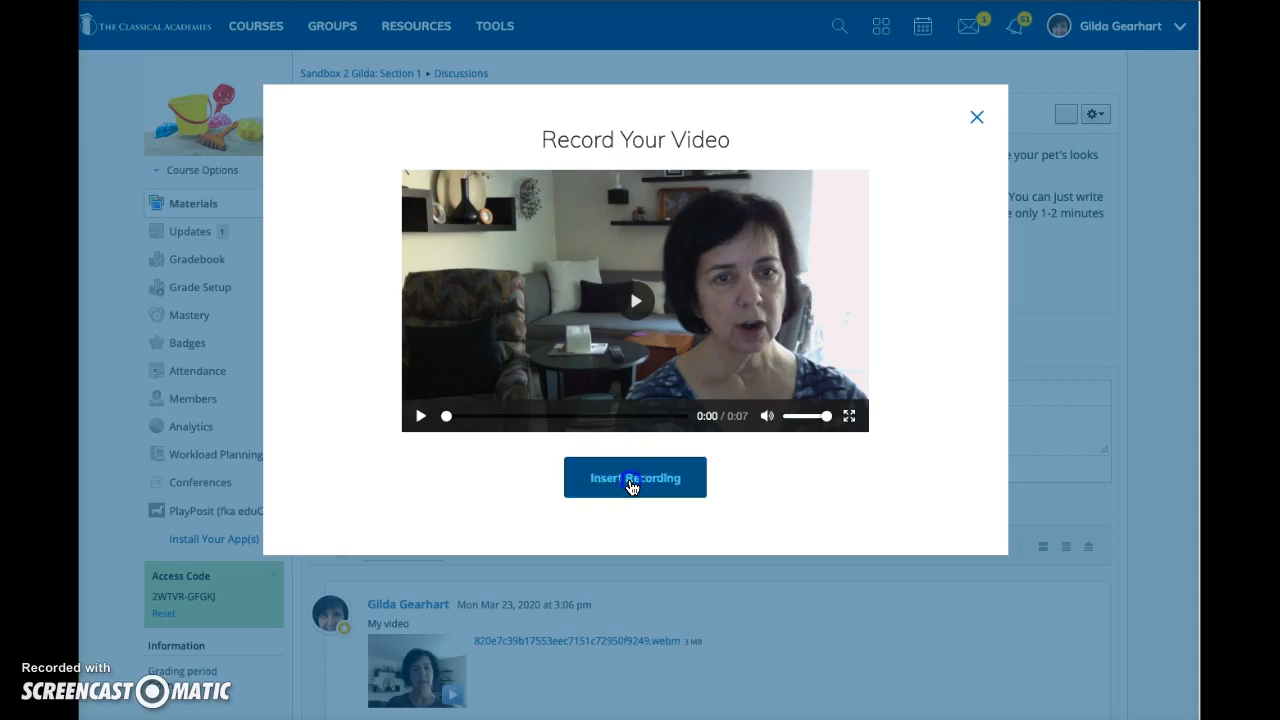 THE CLASSICAL ACADEMIES COURSES GROUPS RESOURCES TOOLS 1 51 Gilda Gearhart
Sandbox 2 Gilda: Section 1 ▸ Discussions
Record Your Video
your pet's looks
Course Options
You can just write
only 1-2 minutes
Materials
Updates 1
Gradebook
Grade Setup
Mastery
Badges
Attendance
Members
Analytics
Workload Planning
Conferences
PlayPosit (fka
Install Your App(s)
0:00 / 0:07
Insert Recording
Access Code
2WTVR-GFGKJ
Reset
Information
Grading period
Gilda Gearhart Mon Mar 23, 2020 at 3:06 pm
My video
820e7c39b17553eec7151c72950f9249.webm 3 MB
Recorded with
SCREENCAST-O-MATIC